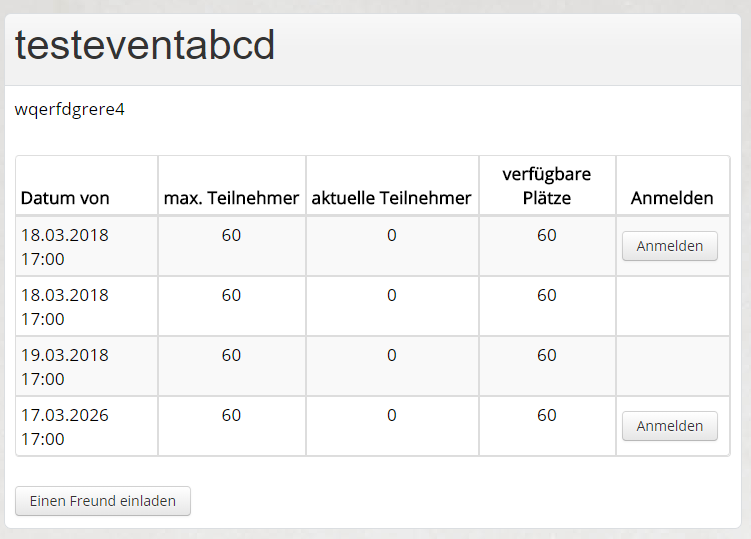 testeventabcd
wqerfdgrere4
verfügbare
Datum von max. Teilnehmer aktuelle Teilnehmer Plätze Anmelden
18.03.2018 60 0 60 Anmelden
17:00
18.03.2018 60 0 60
17:00
19.03.2018 60 0 60
17:00
17.03.2026 60 0 60 Anmelden
17:00
Einen Freund einladen